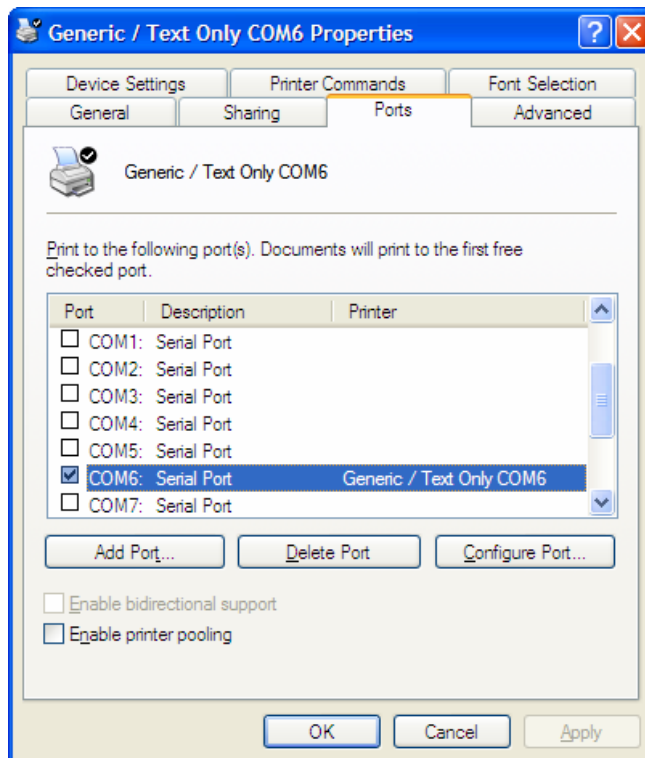 Generic / Text Only COM6 Properties
Device Settings Printer Commands Font Selection
General Sharing Ports Advanced
Generic / Text Only COM6
Print to the following port(s). Documents will print to the first free
checked port.
Port Description Printer
COM1: Serial Port
COM2: Serial Port
COM3: Serial Port
COM4: Serial Port
COM5: Serial Port
COM6: Serial Port Generic / Text Only COM6
COM7: Serial Port
Add Port... Delete Port Configure Port...
Enable bidirectional support
Enable printer pooling
OK Cancel Apply